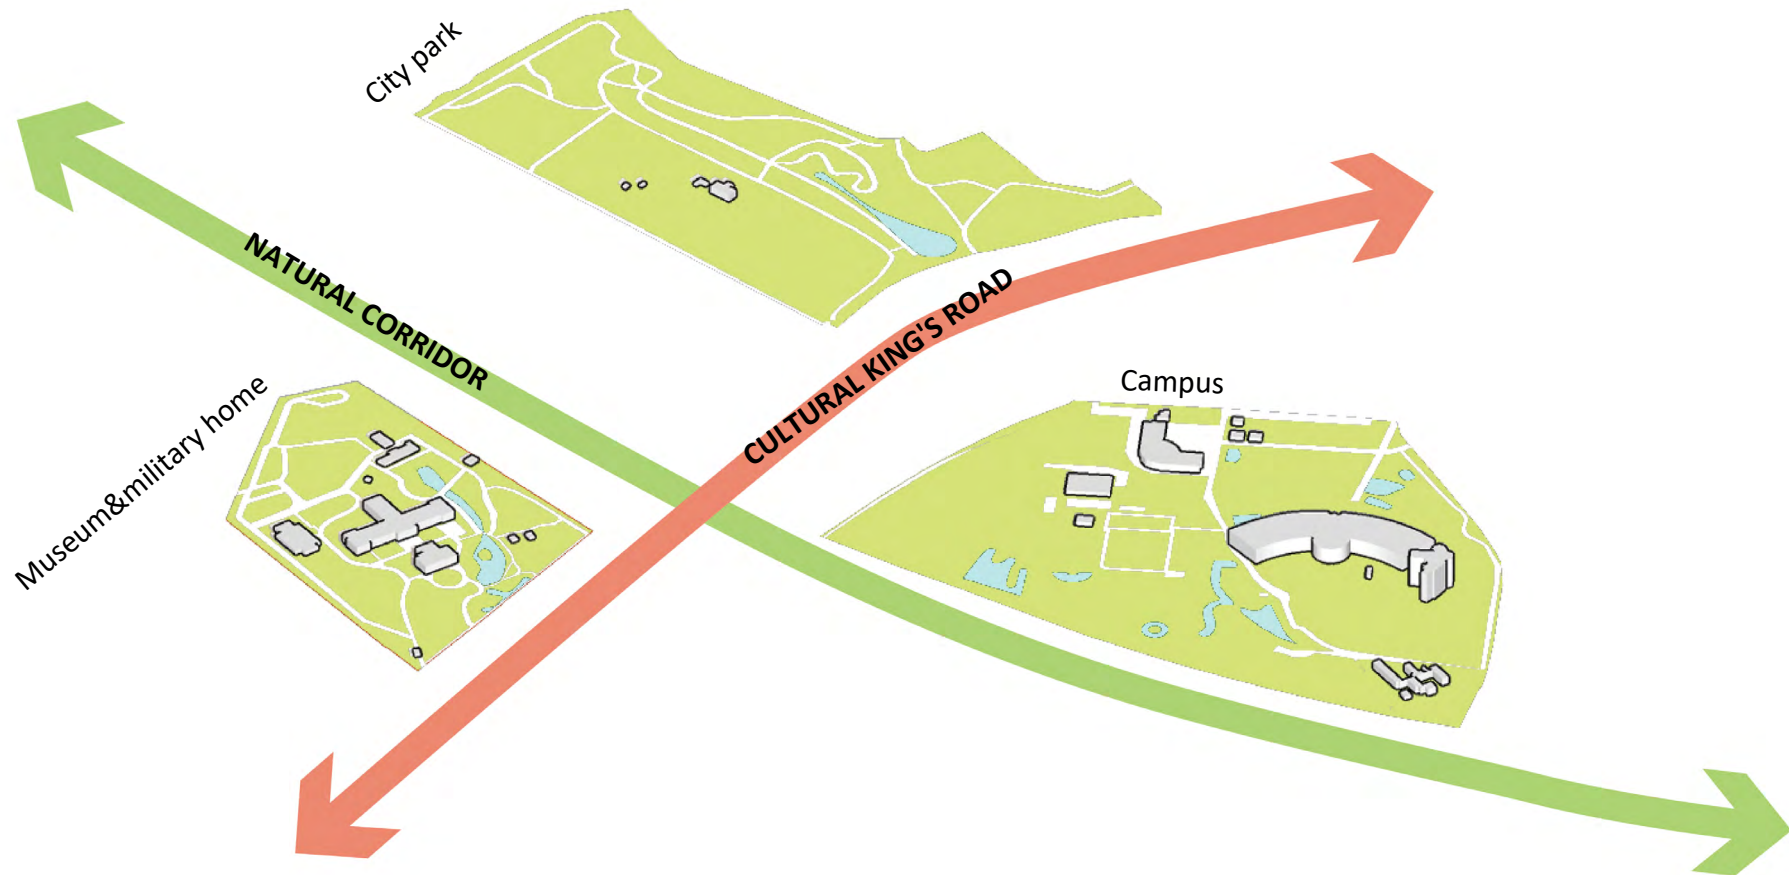 City park
NATURAL CORRIDOR
CULTURAL KING'S ROAD
Campus
Museum&military home